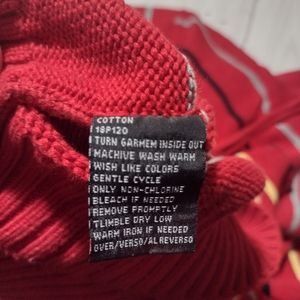 COTTON
18P120
TURN GARMEM INSIDE OUT
MACHIVE WASH WARM
WISH LIKE COLORS
GENTLE CYCLE
ONLY NON-CHLORINE
BLEACH IF NEEDED
REMOVE PROMPTLY
TLIMBLE DRY LOW
WARM IRON IF NEEDED
OVER/VERSO/AL REVERSO